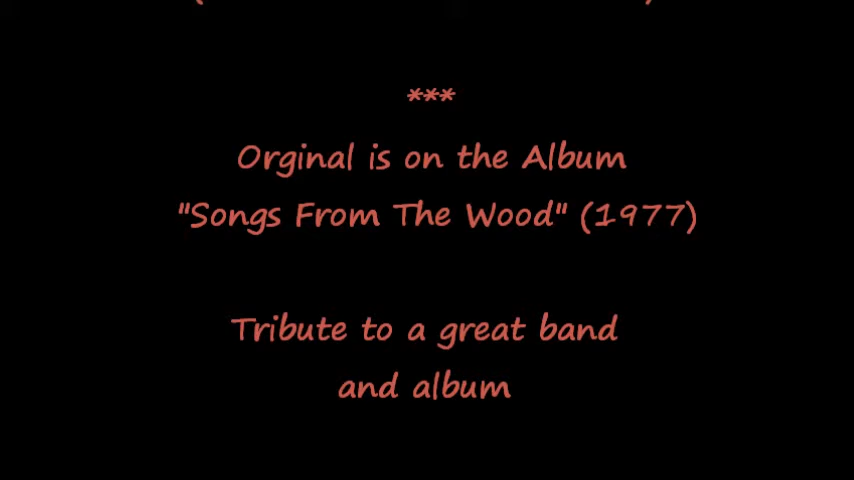 ***
Orginal is on the Album
"Songs From The Wood" (1977)
Tribute to a great band
and album